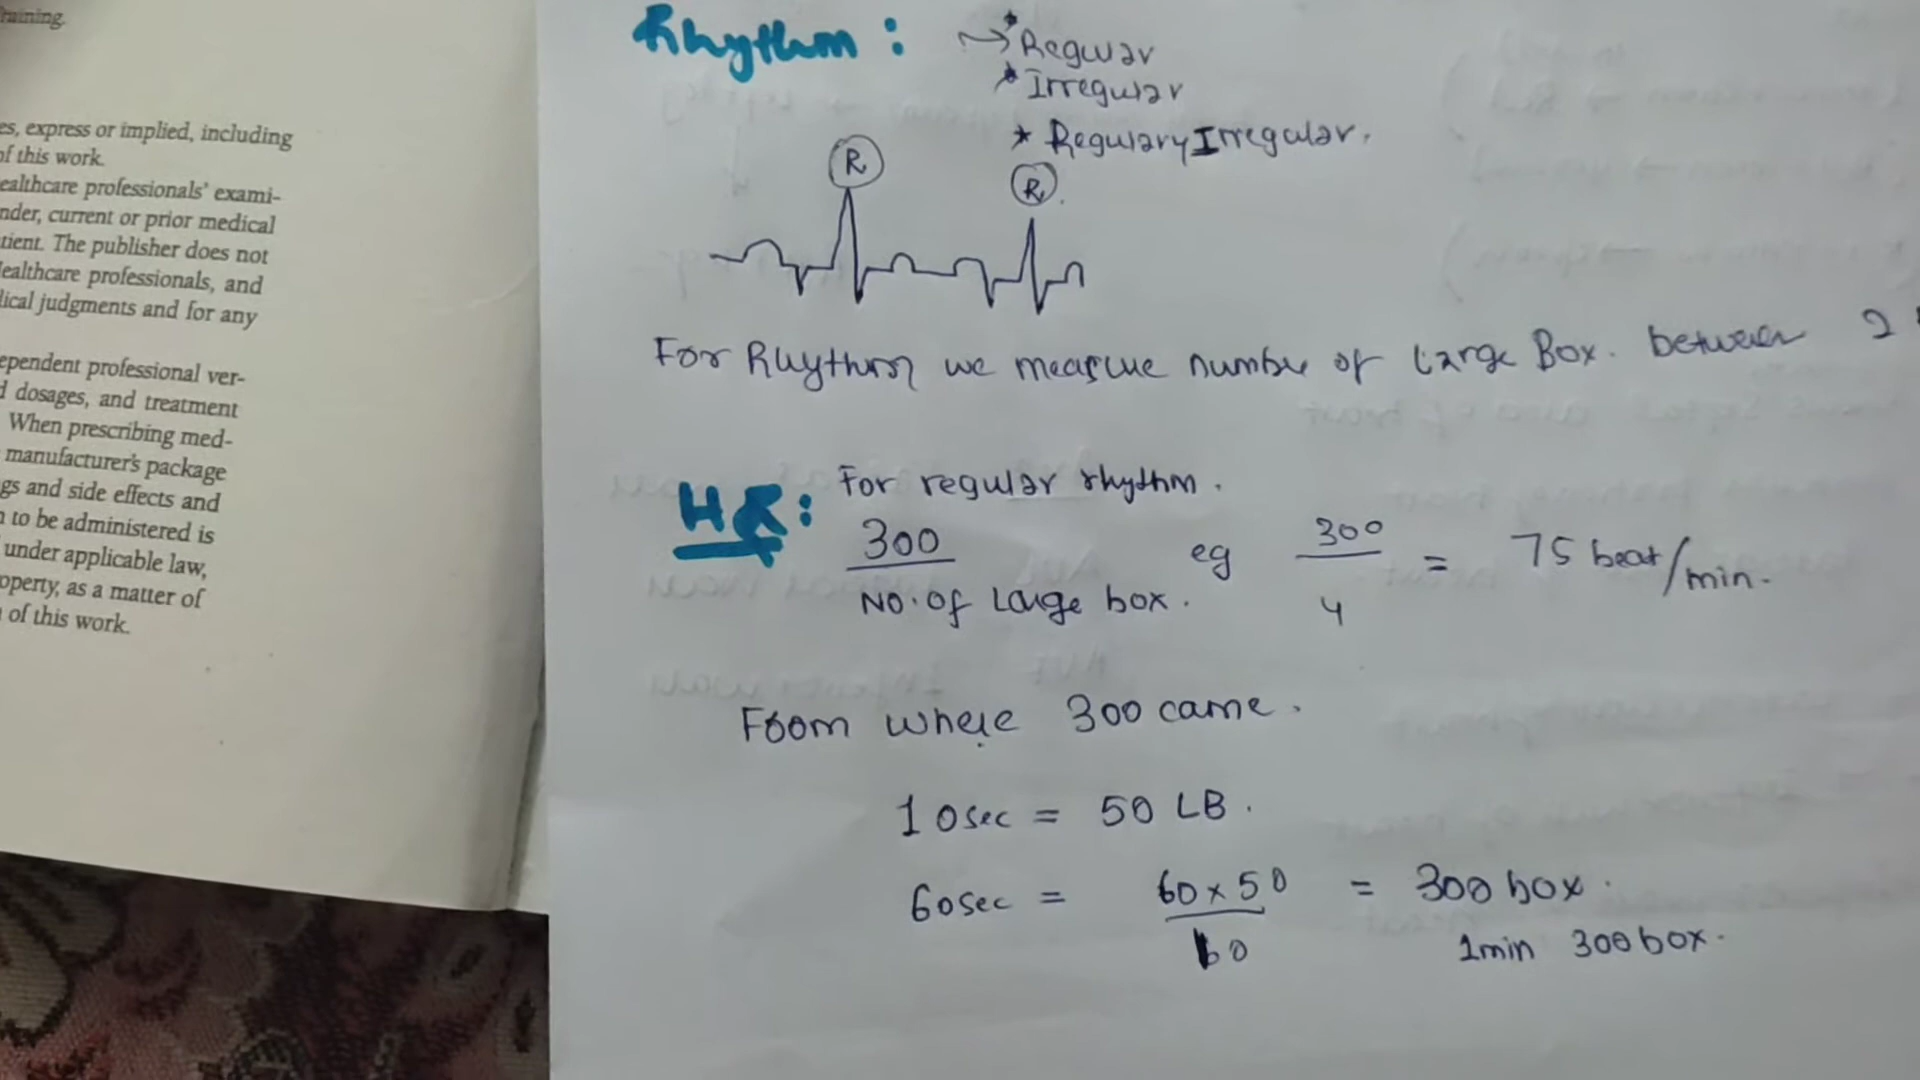 raining.
es, express or implied, including
of this work.
ealthcare professionals' exami-
nder, current or prior medical
tient. The publisher does not
ealthcare professionals, and
lical judgments and for any
ependent professional ver-
d dosages, and treatment
When prescribing med-
manufacturer's package
gs and side effects and
n to be administered is
under applicable law,
operty, as a matter of
of this work.
Rhythm :
→ * Regular
* Irregular
* Regulary Irregular.
R
R
For Rhythm we measure number of Large Box. between 2
HR:
For regular rhythm.
300
NO. of Large box.
eg 300 / 4 = 75 beat/min.
From where 300 came.
10sec = 50 LB.
60sec = 60 x 50 / 10 = 300 box.
1min 300 box.